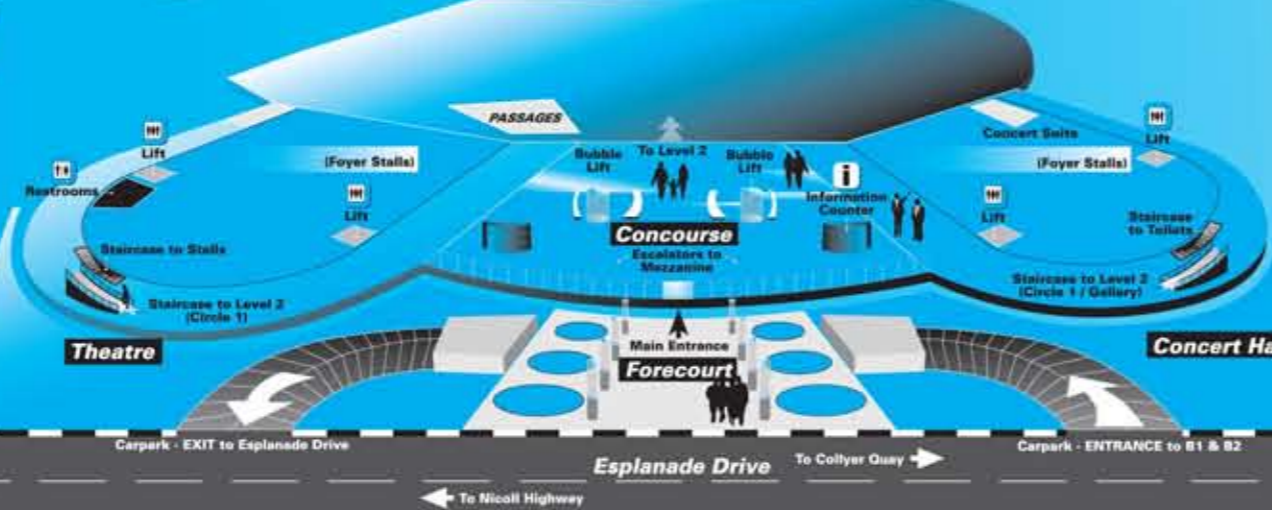 PASSAGES
Lift
Restrooms
(Foyer Stalls)
Lift
Staircase to Stalls
Staircase to Level 2
(Circle 1)
Theatre
Bubble
Lift
To Level 2
Bubble
Lift
i
Information
Counter
Concourse
Escalators to
Mezzanine
Concert Suite
Lift
(Foyer Stalls)
Lift
Staircase
to Toilets
Staircase to Level 2
(Circle 1 / Gallery)
Concert Ha
Main Entrance
Forecourt
Carpark - EXIT to Esplanade Drive
Carpark - ENTRANCE to B1 & B2
Esplanade Drive
To Collyer Quay
To Nicoll Highway